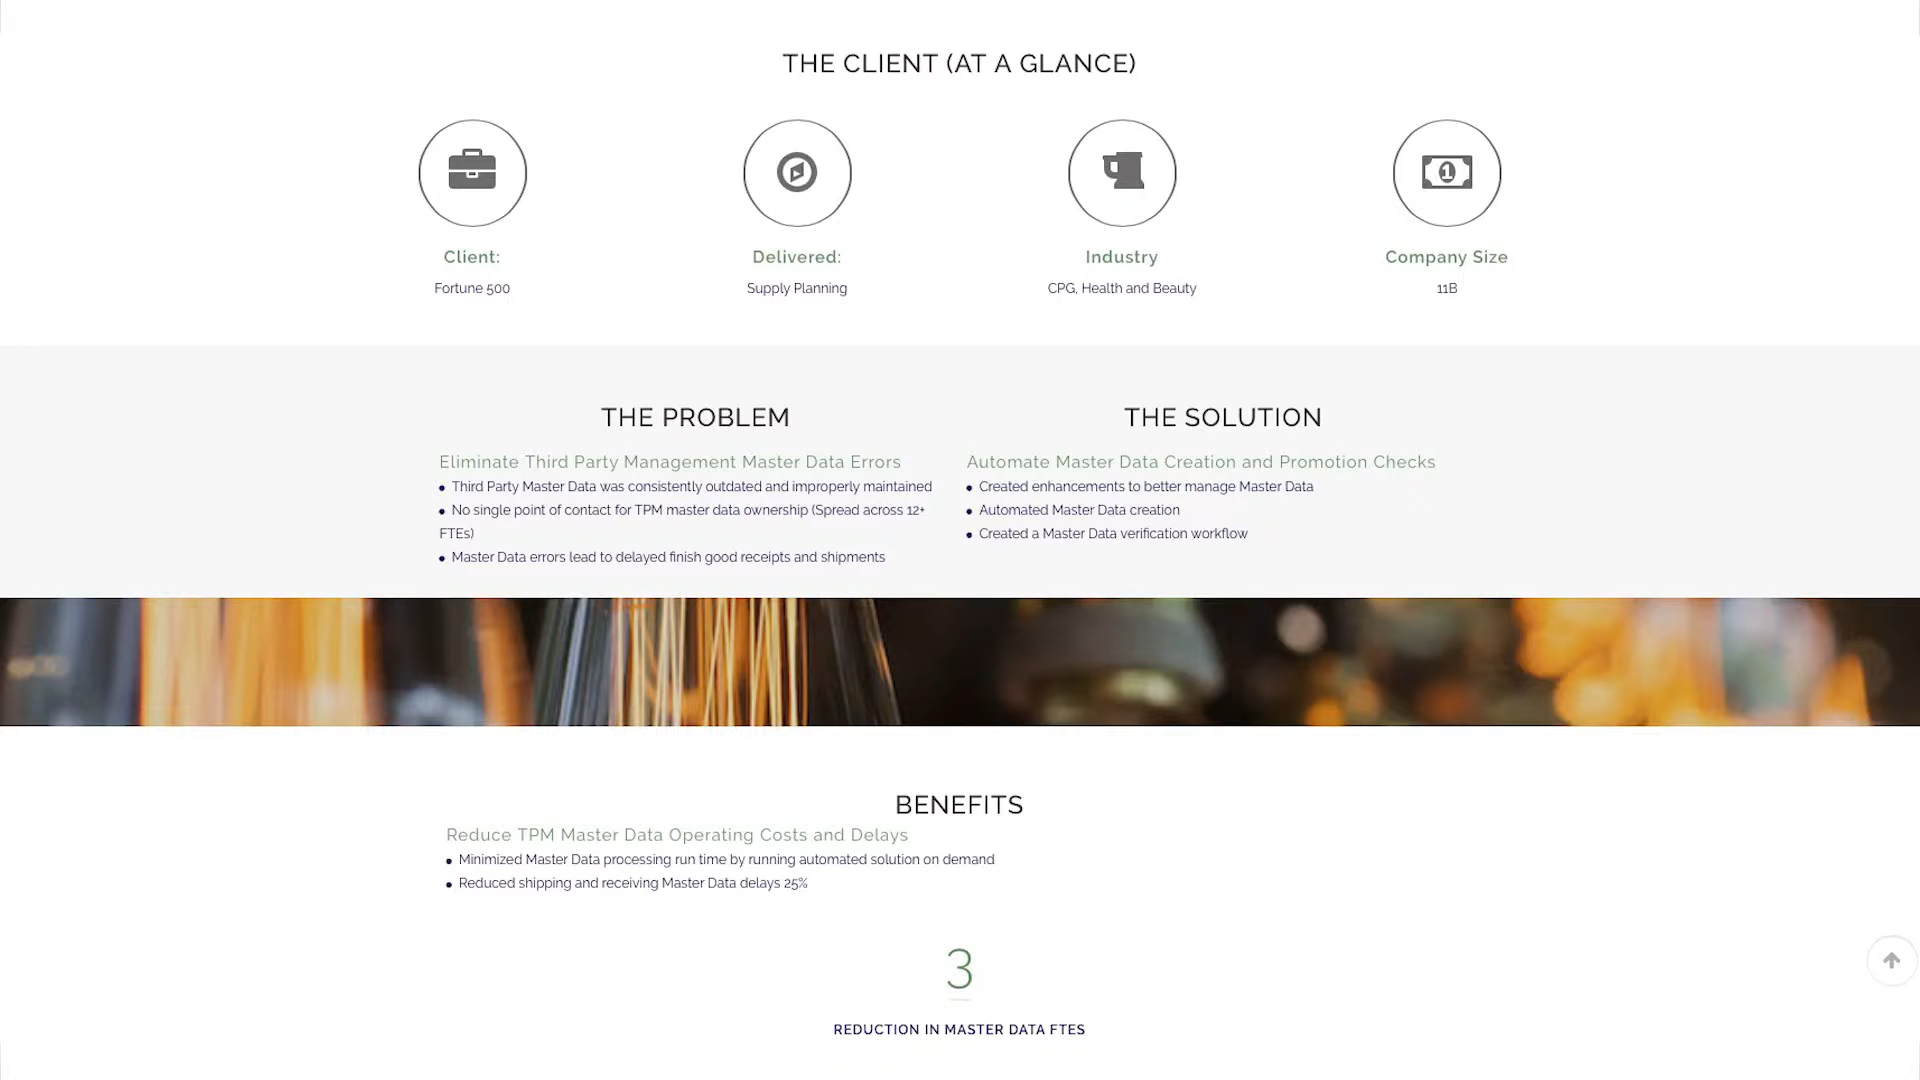 THE CLIENT (AT A GLANCE)
1
Client:
Delivered:
Industry
Company Size
Fortune 500
Supply Planning
CPG, Health and Beauty
11B
THE PROBLEM
Eliminate Third Party Management Master Data Errors
• Third Party Master Data was consistently outdated and improperly maintained
• No single point of contact for TPM master data ownership (Spread across 12+
FTEs)
• Master Data errors lead to delayed finish good receipts and shipments
THE SOLUTION
Automate Master Data Creation and Promotion Checks
• Created enhancements to better manage Master Data
• Automated Master Data creation
• Created a Master Data verification workflow
BENEFITS
Reduce TPM Master Data Operating Costs and Delays
• Minimized Master Data processing run time by running automated solution on demand
• Reduced shipping and receiving Master Data delays 25%
3
REDUCTION IN MASTER DATA FTES